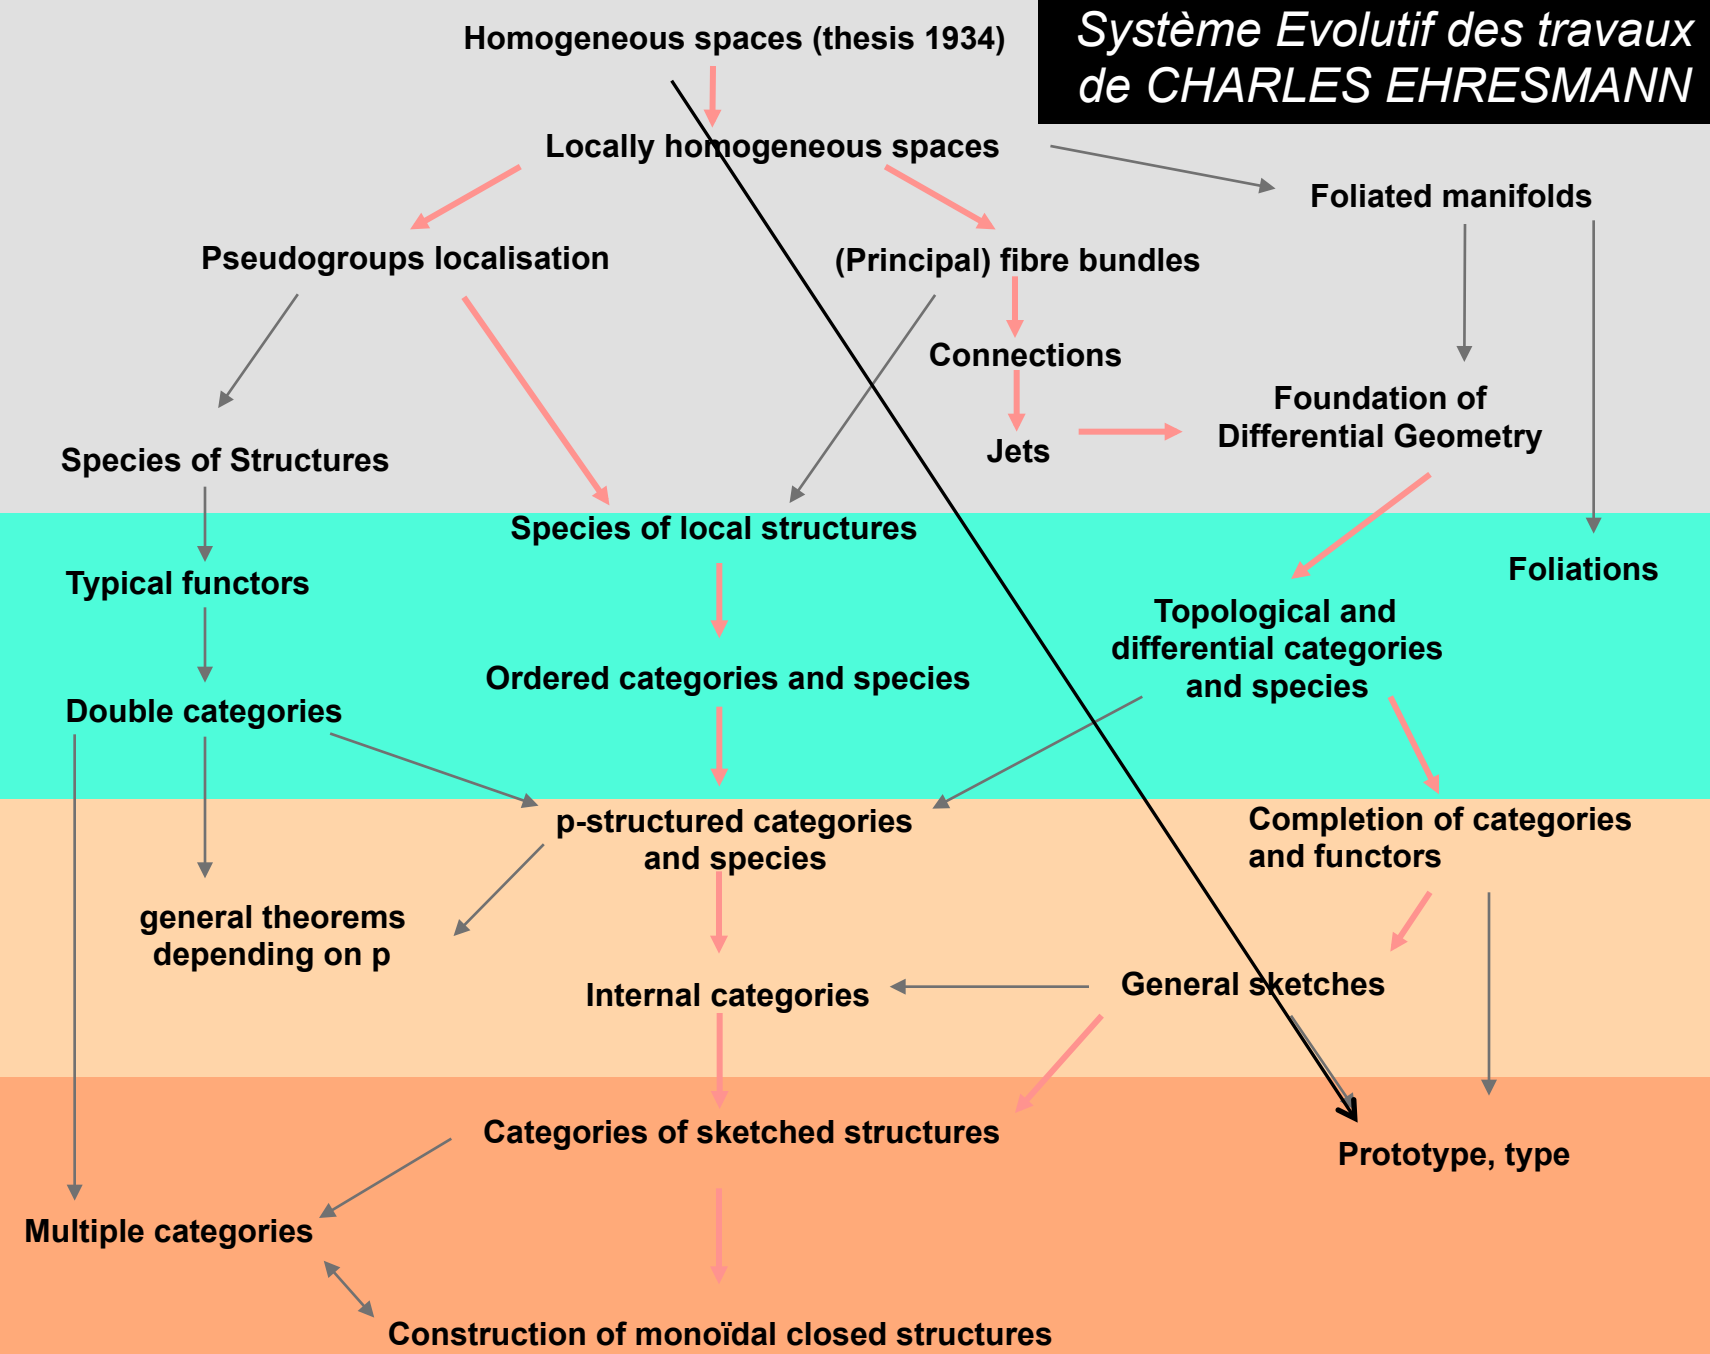 Système Evolutif des travaux
de CHARLES EHRESMANN
Homogeneous spaces (thesis 1934)
Locally homogeneous spaces
Foliated manifolds
Pseudogroups localisation
(Principal) fibre bundles
Connections
Foundation of
Differential Geometry
Jets
Species of Structures
Species of local structures
Foliations
Typical functors
Topological and
differential categories
and species
Ordered categories and species
Double categories
p-structured categories
and species
Completion of categories
and functors
general theorems
depending on p
General sketches
Internal categories
Categories of sketched structures
Prototype, type
Multiple categories
Construction of monoïdal closed structures